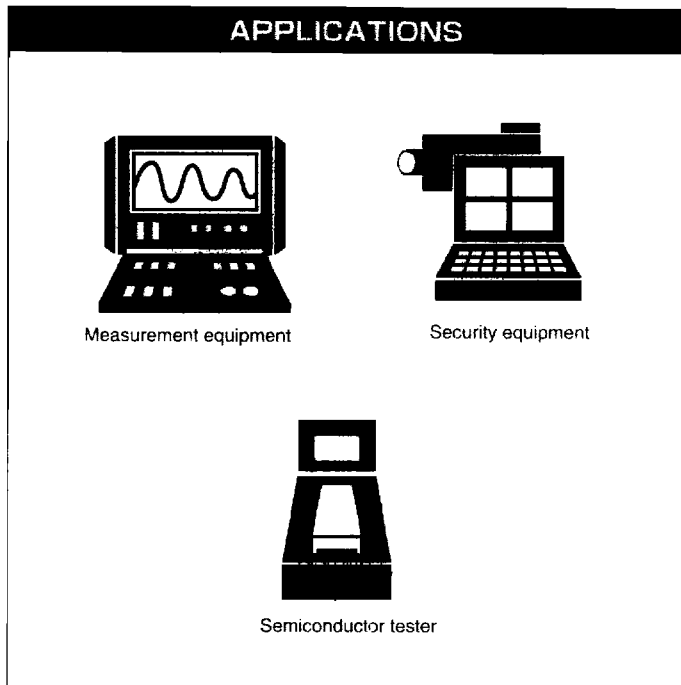 APPLICATIONS
Measurement equipment
Security equipment
Semiconductor tester